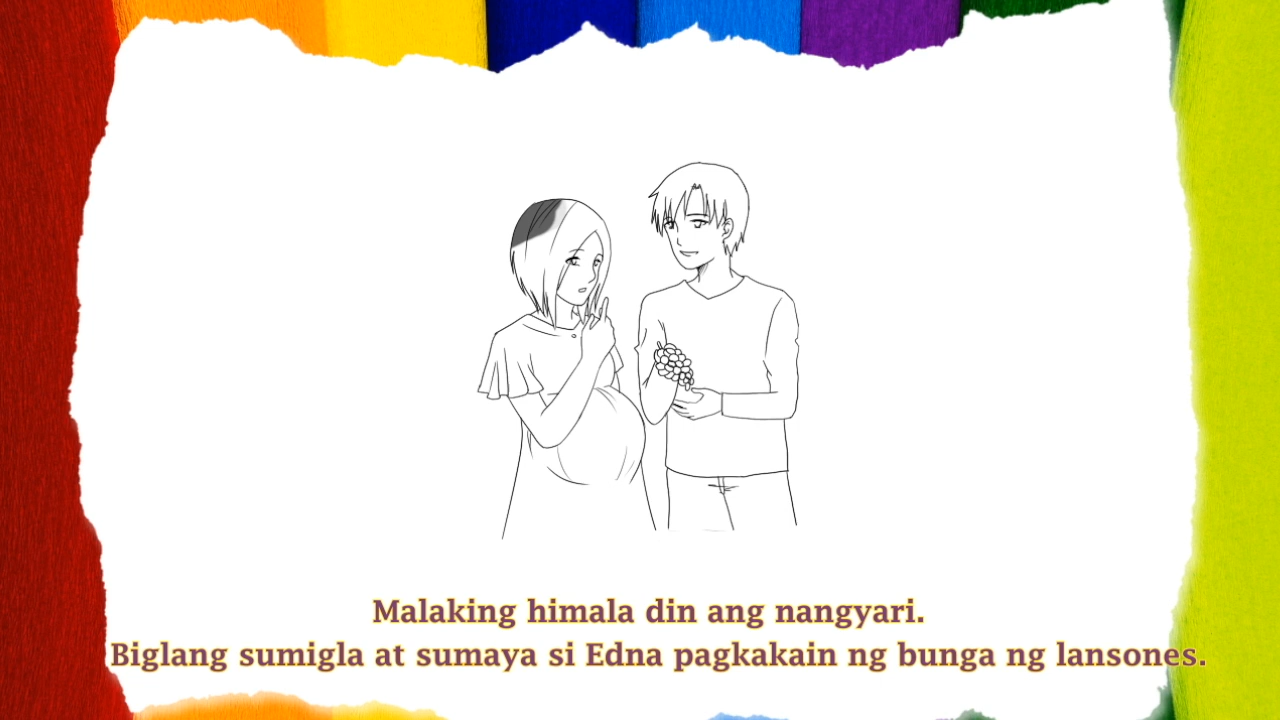 Malaking himala din ang nangyari.
Biglang sumigla at sumaya si Edna pagkakain ng bunga ng lansones.